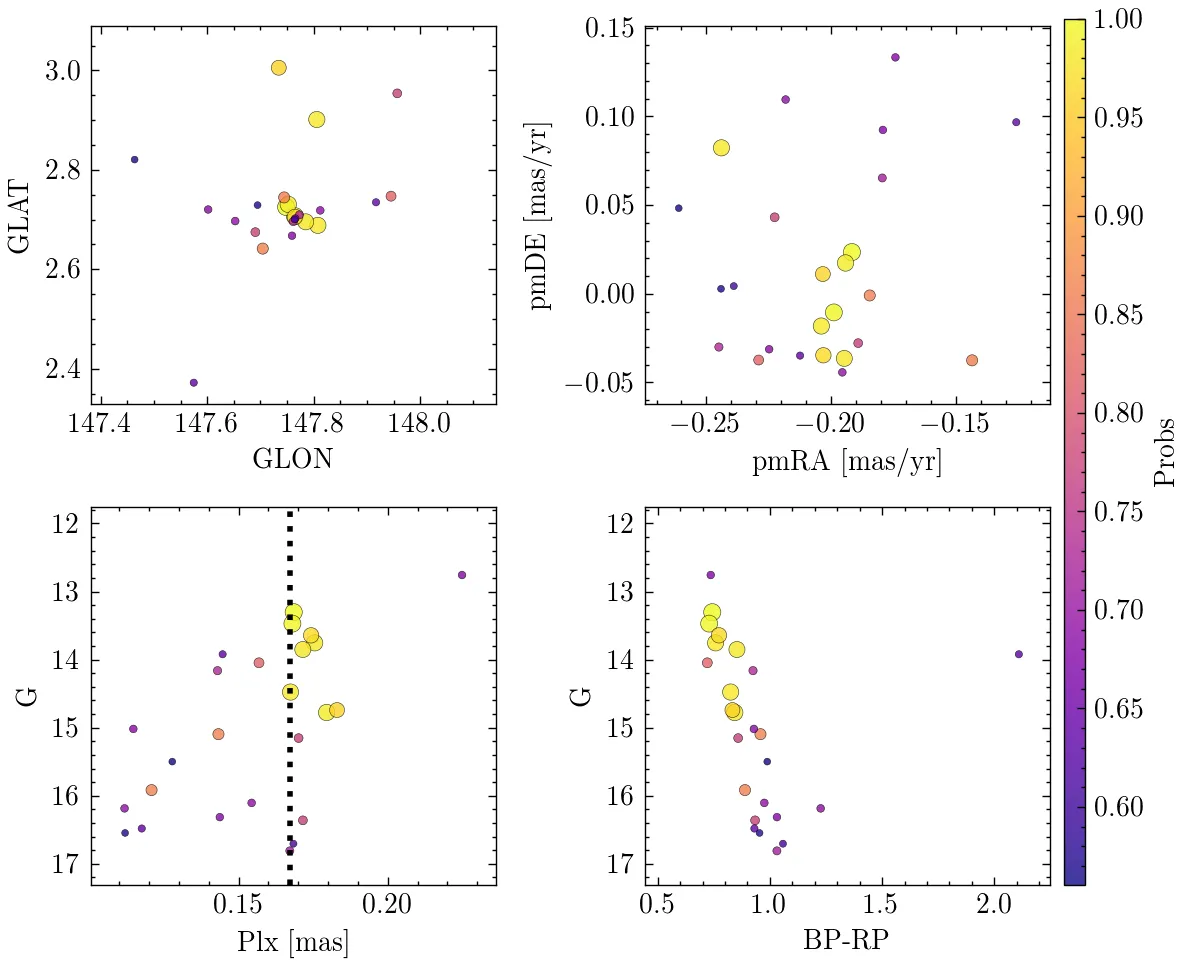 3.0
2.8
2.6
2.4
GLAT
147.4 147.6 147.8 148.0
GLON
0.15
0.10
0.05
0.00
−0.05
pmDE [mas/yr]
−0.25 −0.20 −0.15
pmRA [mas/yr]
1.00
0.95
0.90
0.85
0.80
0.75
0.70
0.65
0.60
Probs
12
13
14
15
16
17
G
0.15 0.20
Plx [mas]
12
13
14
15
16
17
G
0.5 1.0 1.5 2.0
BP-RP